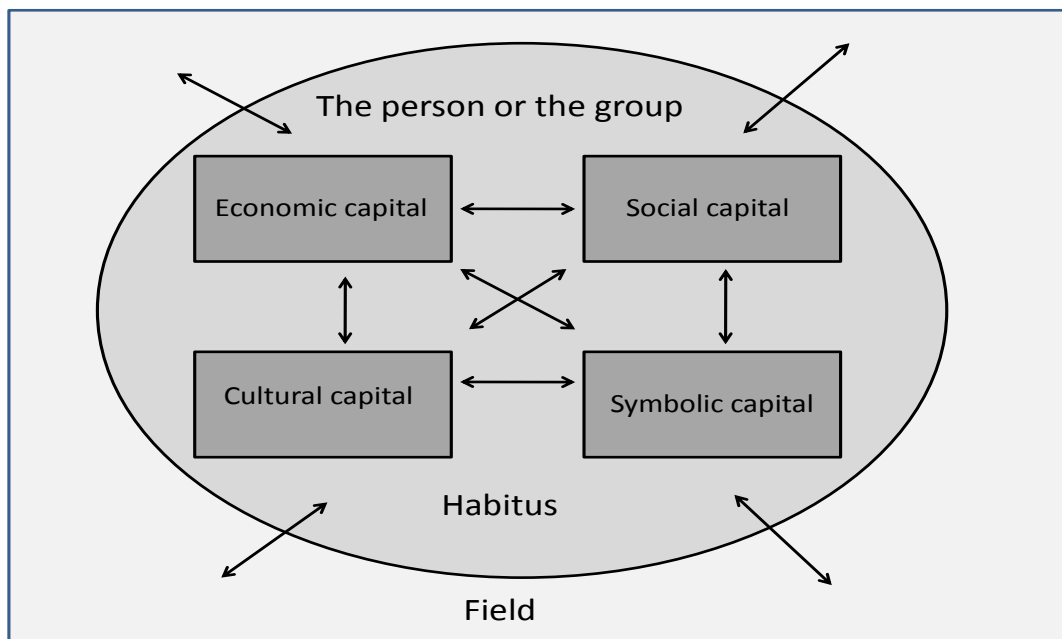 The person or the group
Economic capital
Social capital
Cultural capital
Symbolic capital
Habitus
Field